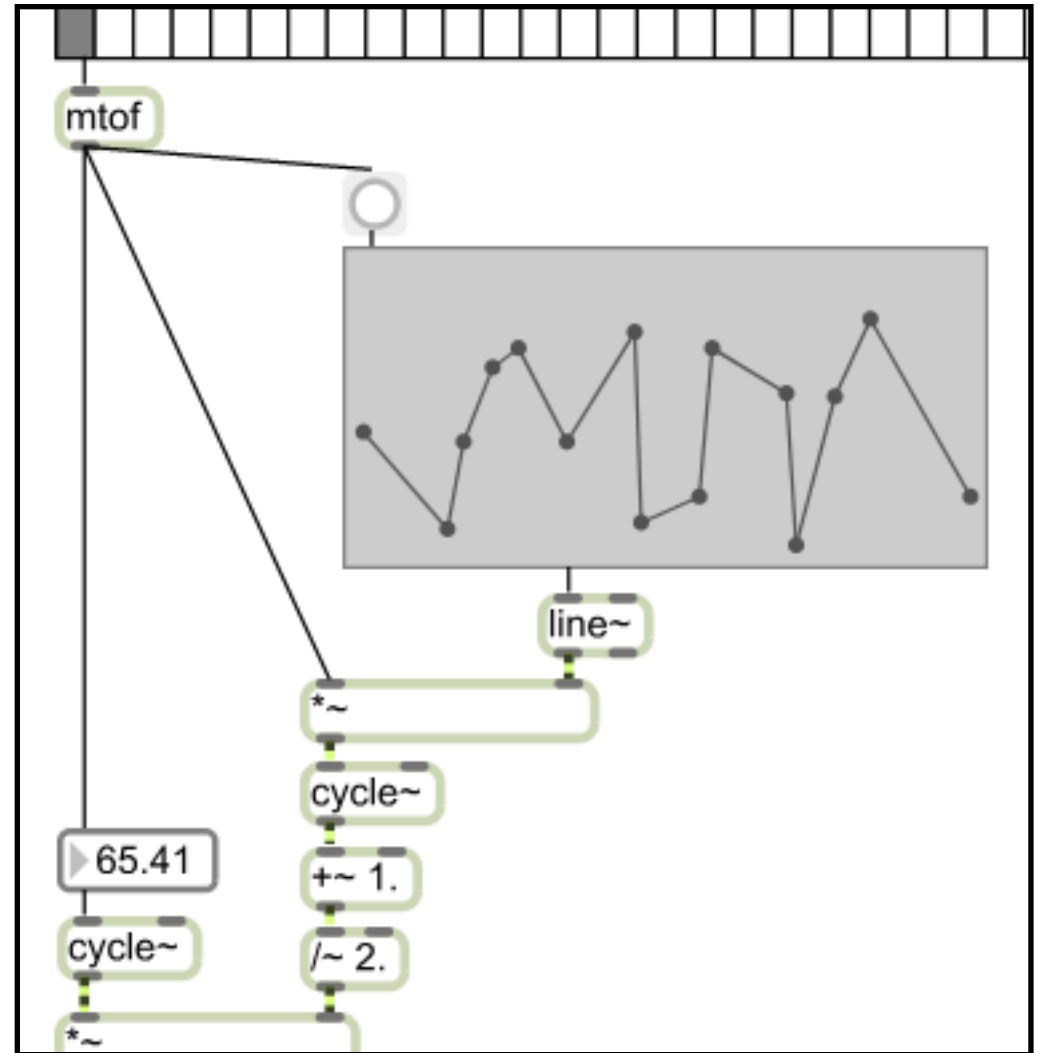 mtof
line~
*~
cycle~
65.41
+~ 1.
cycle~
/~ 2.
*~